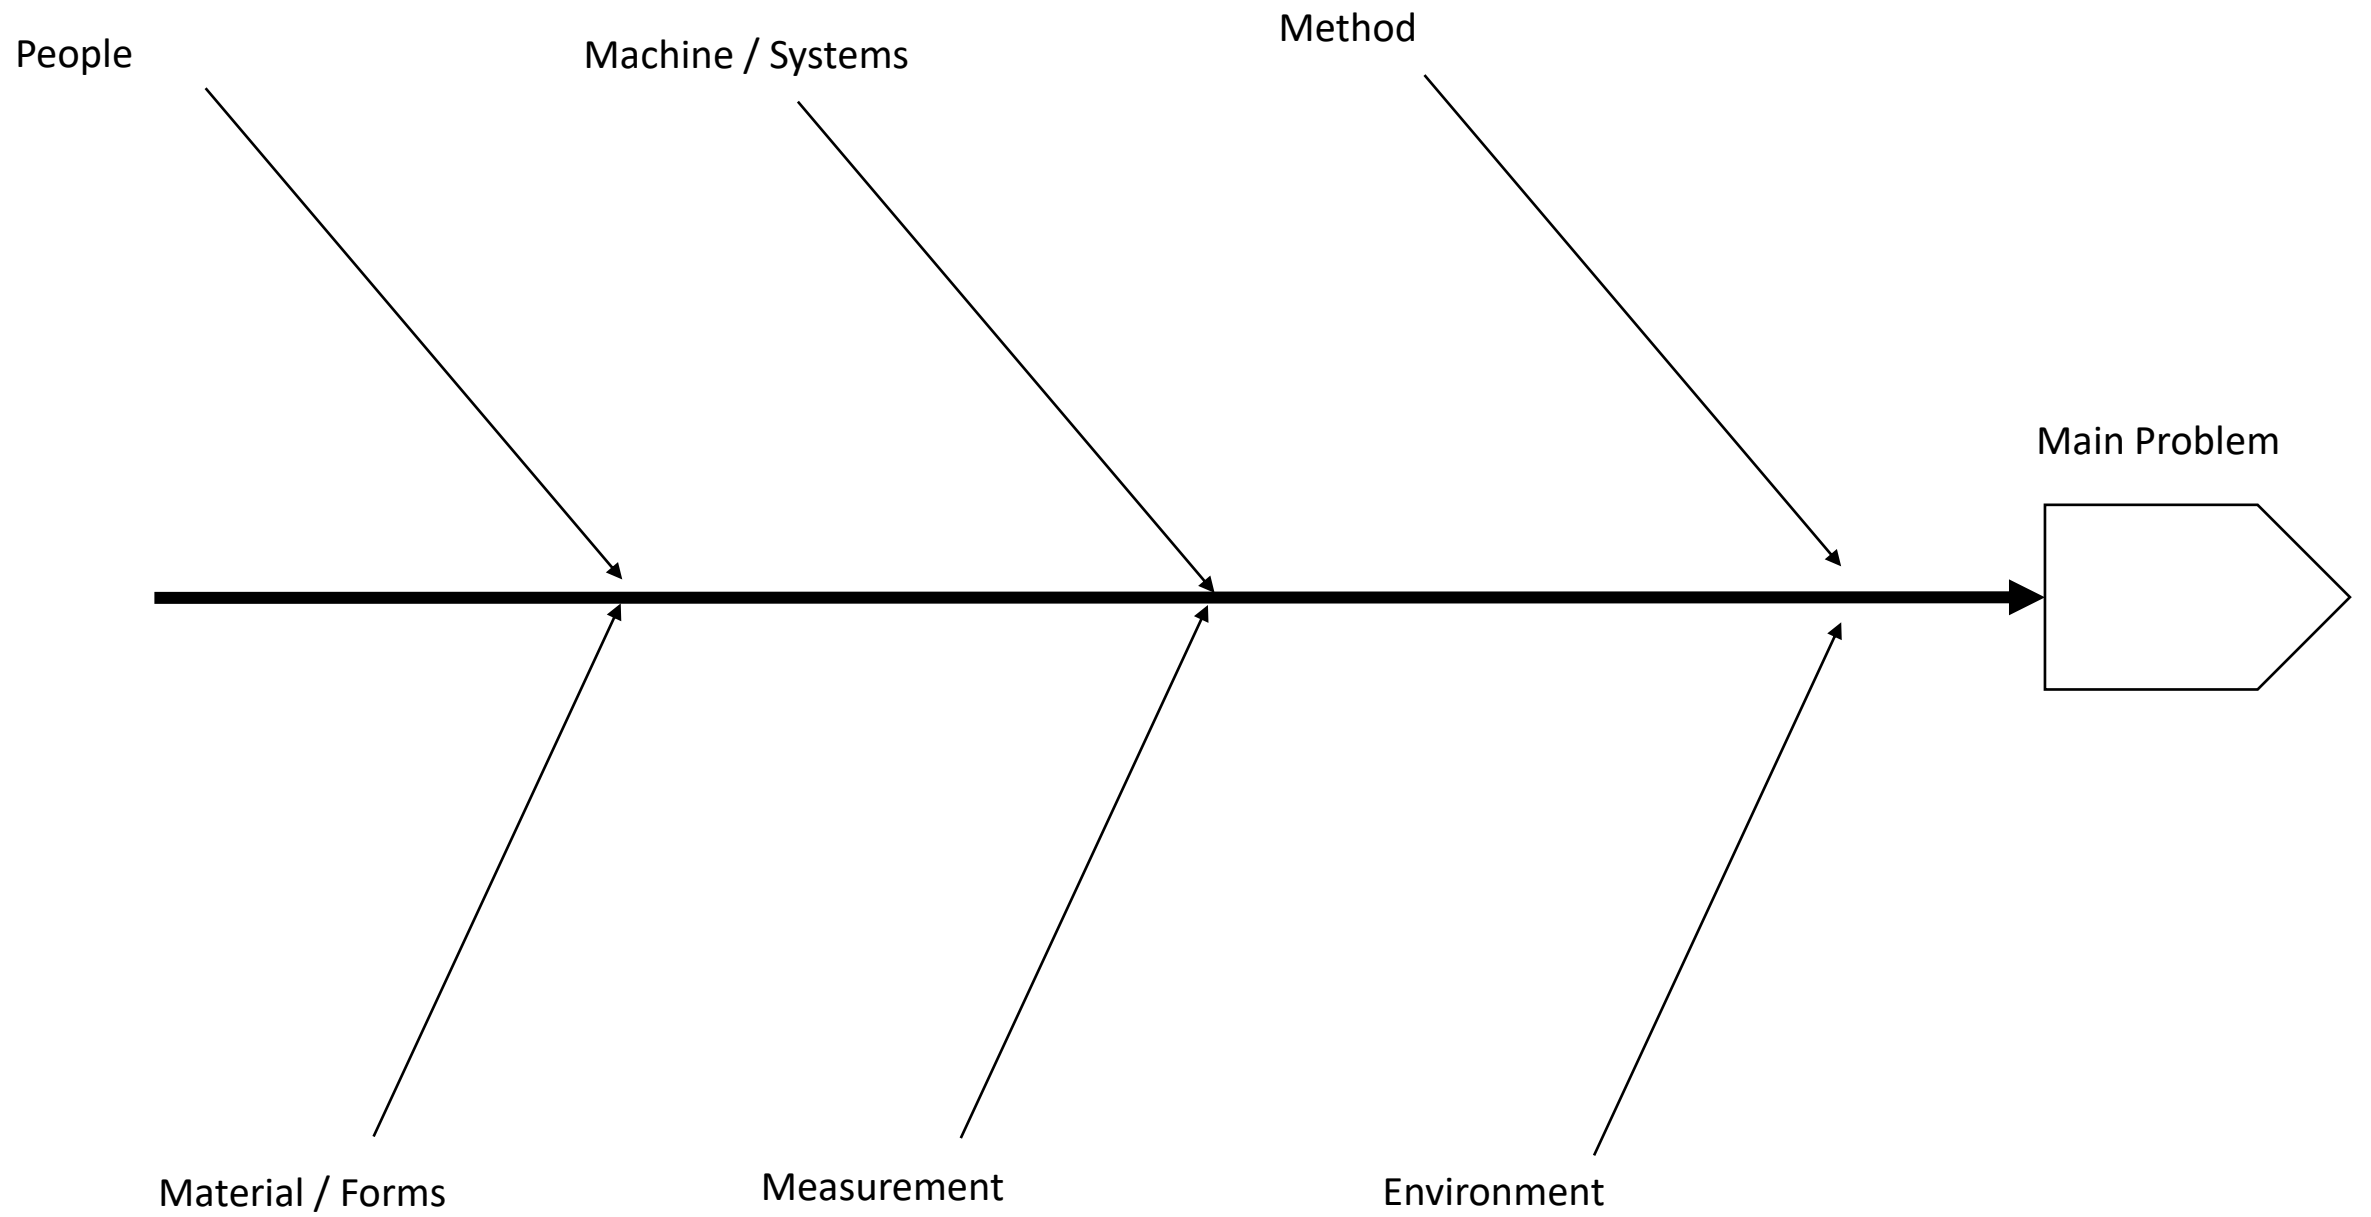 People
Machine / Systems
Method
Main Problem
Material / Forms
Measurement
Environment